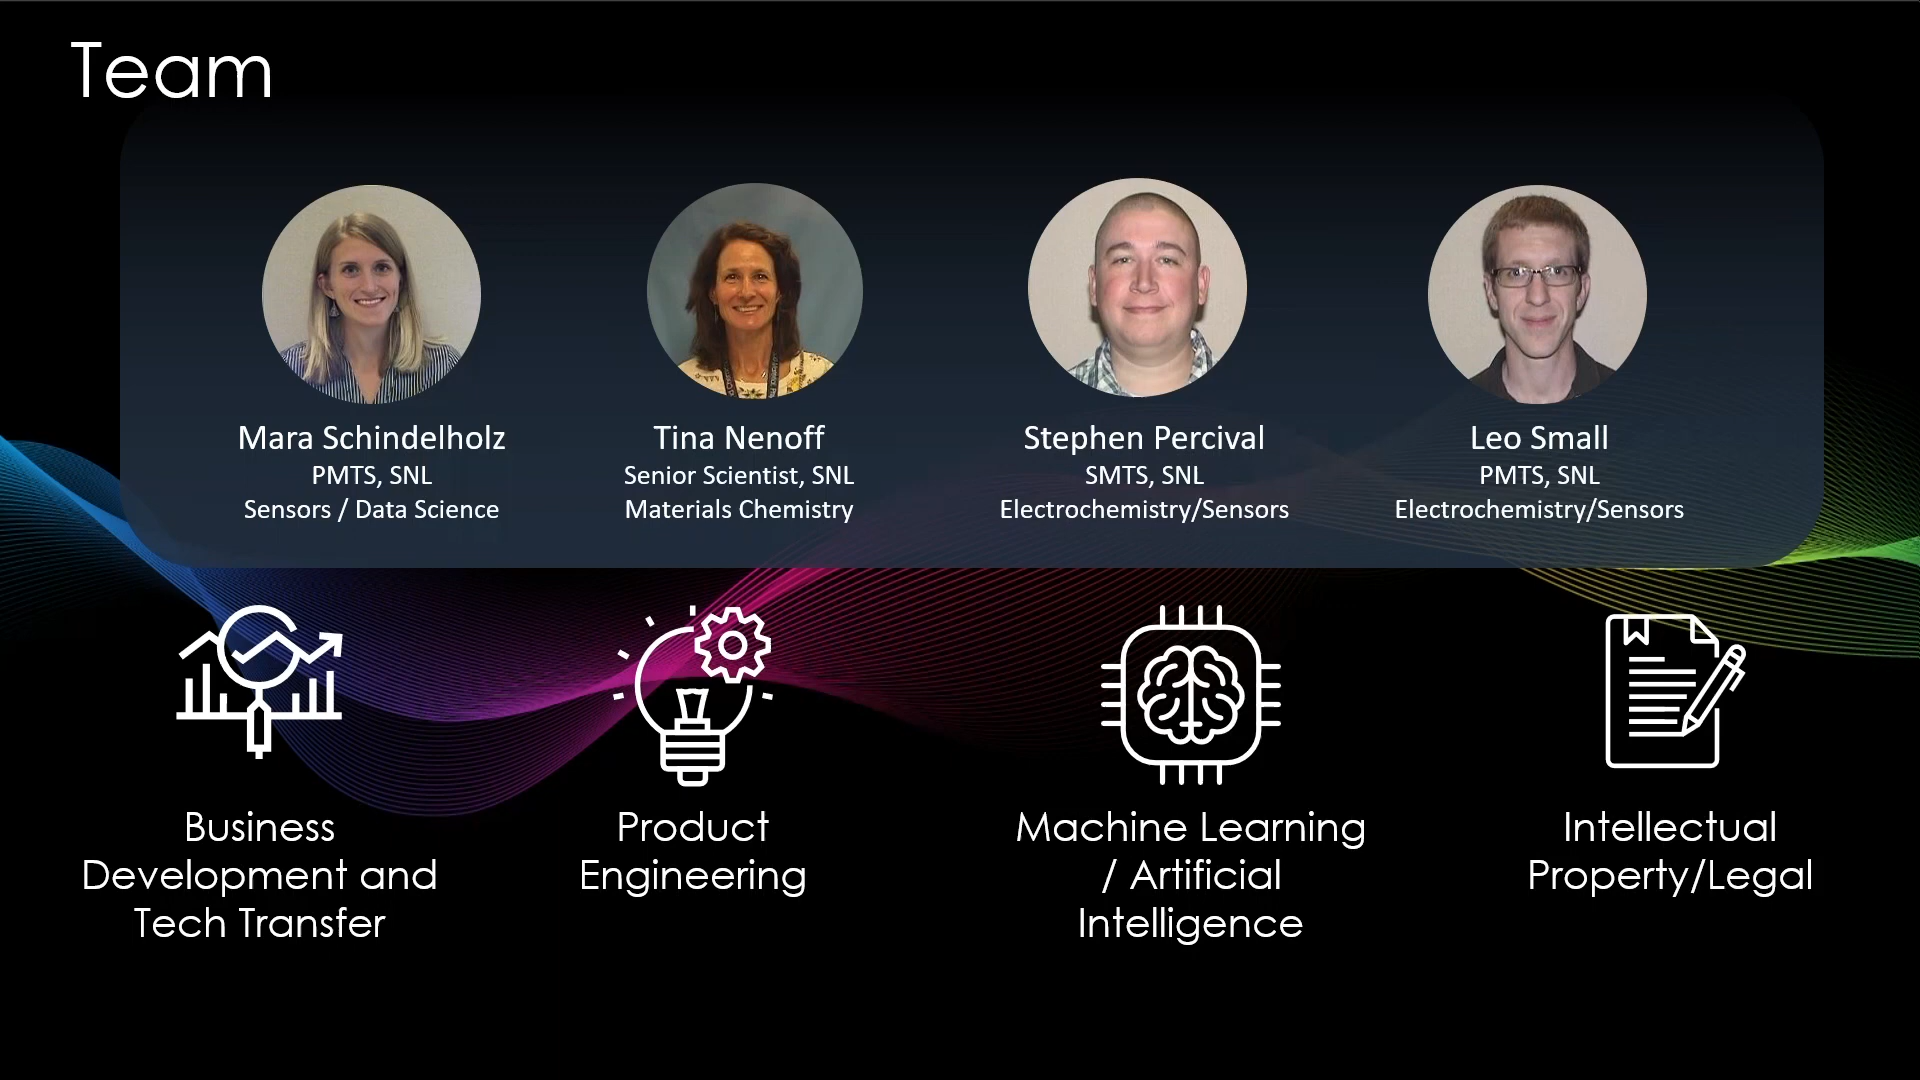 Team
Mara Schindelholz
PMTS, SNL
Sensors / Data Science
Tina Nenoff
Senior Scientist, SNL
Materials Chemistry
Stephen Percival
SMTS, SNL
Electrochemistry/Sensors
Leo Small
PMTS, SNL
Electrochemistry/Sensors
Business
Development and
Tech Transfer
Product
Engineering
Machine Learning
/ Artificial
Intelligence
Intellectual
Property/Legal